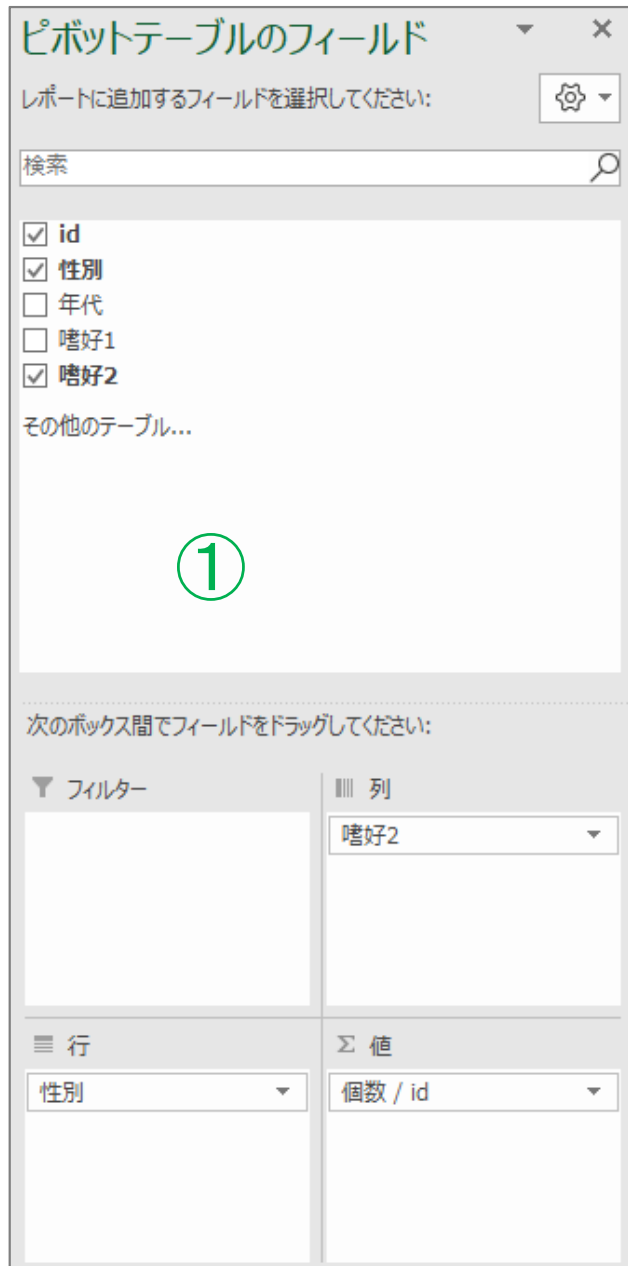 ピボットテーブルのフィールド
レポートに追加するフィールドを選択してください:
検索
id
性別
年代
嗜好1
嗜好2
その他のテーブル...
①
次のボックス間でフィールドをドラッグしてください:
フィルター
列
嗜好2
行
Σ 値
性別
個数 / id